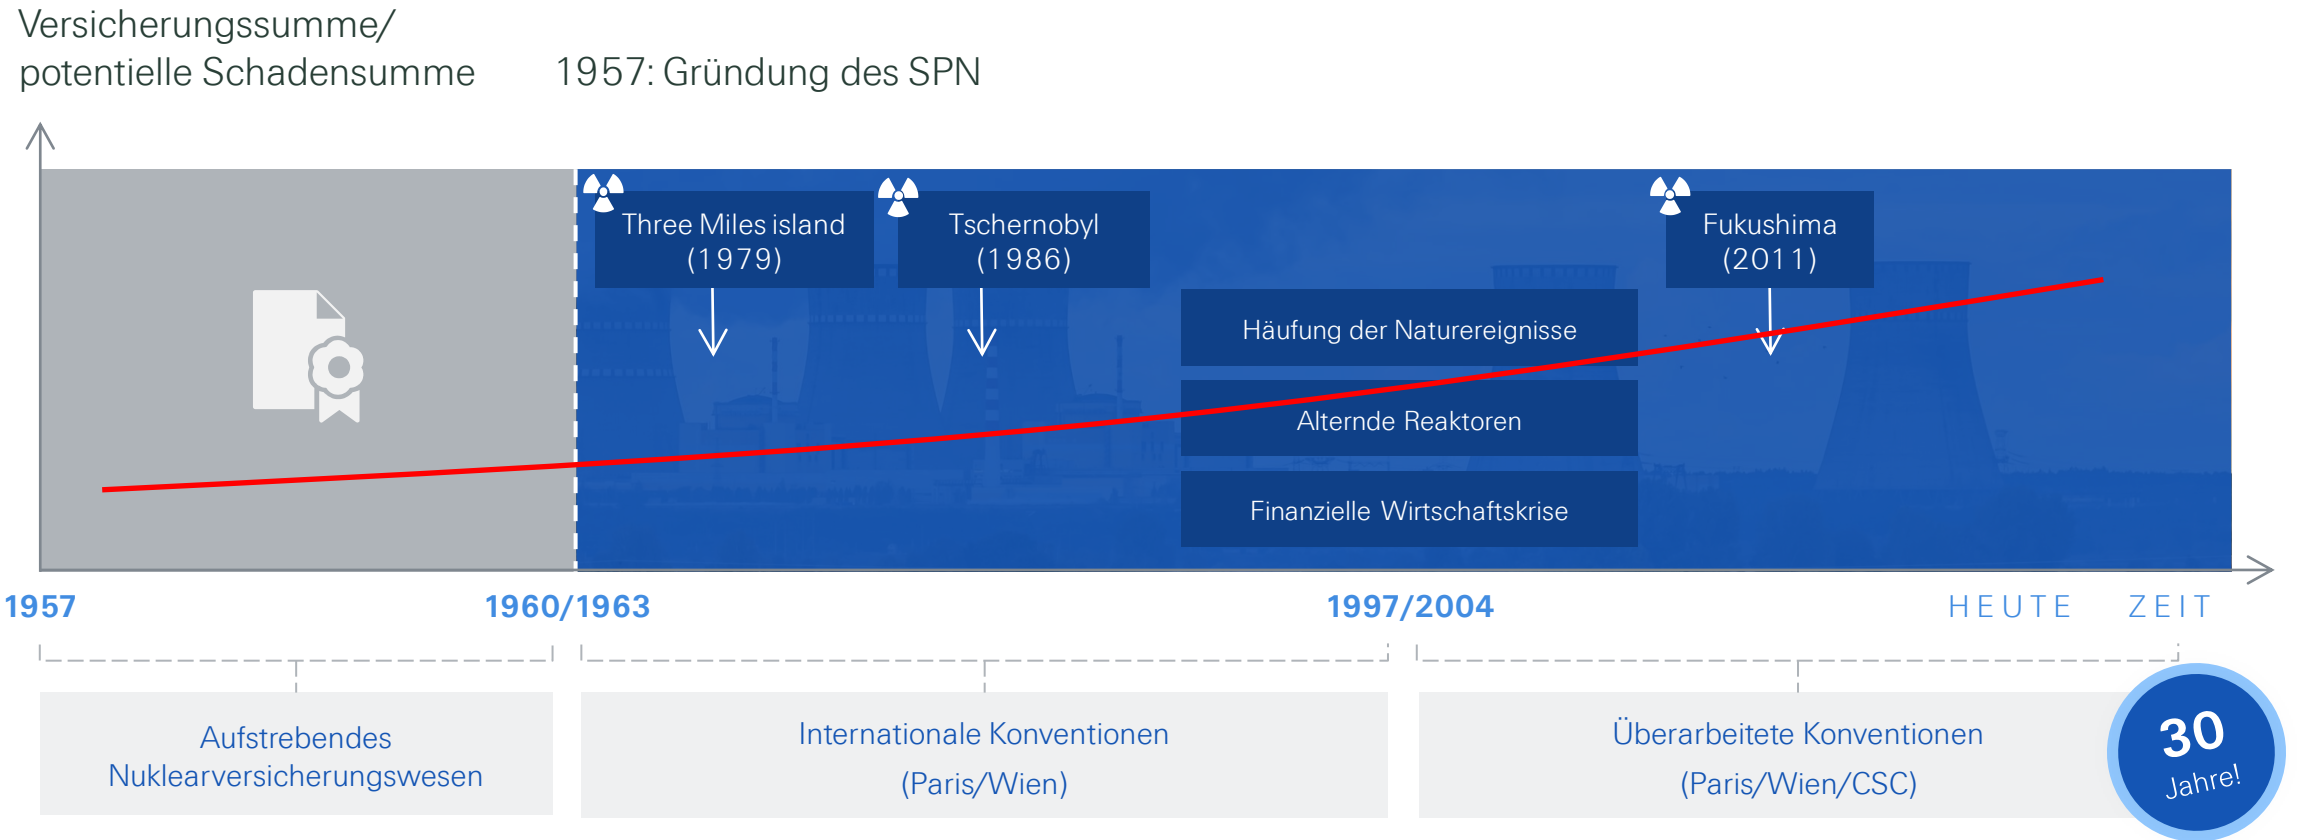 Versicherungssumme/
potentielle Schadensumme
1957: Gründung des SPN
Three Miles island
(1979)
Tschernobyl
(1986)
Fukushima
(2011)
Häufung der Naturereignisse
Alternde Reaktoren
Finanzielle Wirtschaftskrise
1957
1960/1963
1997/2004
HEUTE
ZEIT
Aufstrebendes
Nuklearversicherungswesen
Internationale Konventionen
(Paris/Wien)
Überarbeitete Konventionen
(Paris/Wien/CSC)
30
Jahre!